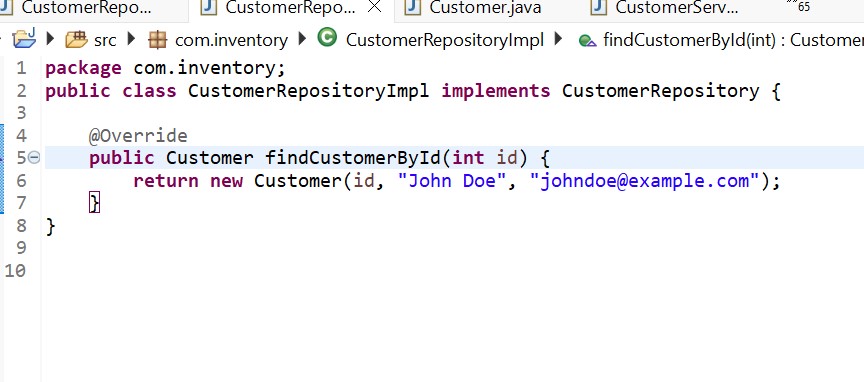 CustomerRepo... CustomerRepo... Customer.java CustomerServ... "65
src com.inventory CustomerRepositoryImpl findCustomerById(int) : Customer
1 package com.inventory;
2 public class CustomerRepositoryImpl implements CustomerRepository {
3
4 @Override
5 public Customer findCustomerById(int id) {
6 return new Customer(id, "John Doe", "johndoe@example.com");
7 }
8 }
9
10